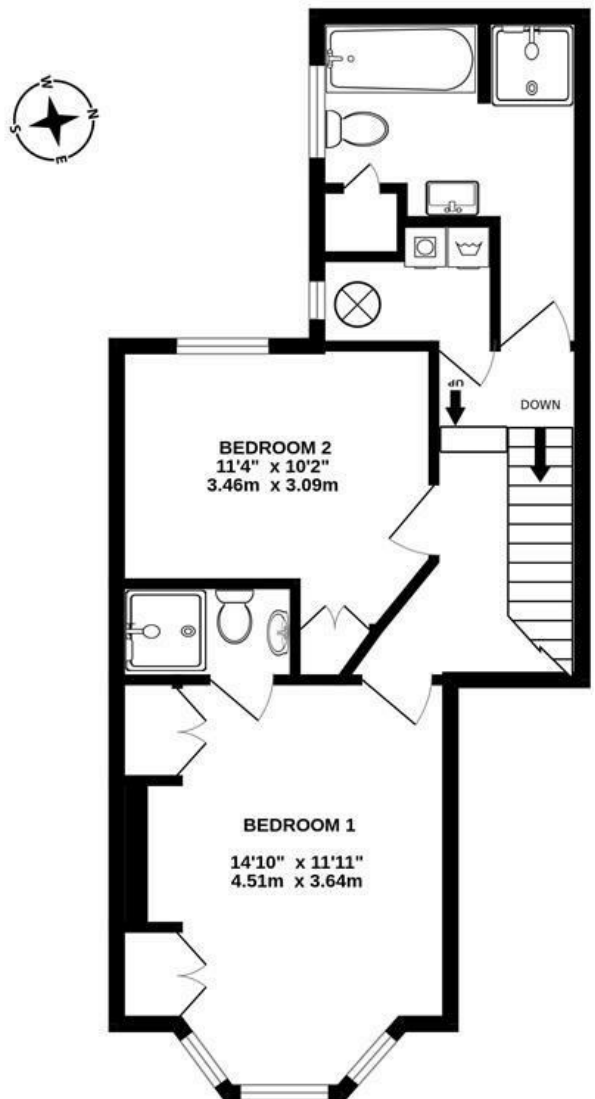 W
N
S
E
UP
DOWN
BEDROOM 2
11'4" x 10'2"
3.46m x 3.09m
BEDROOM 1
14'10" x 11'11"
4.51m x 3.64m